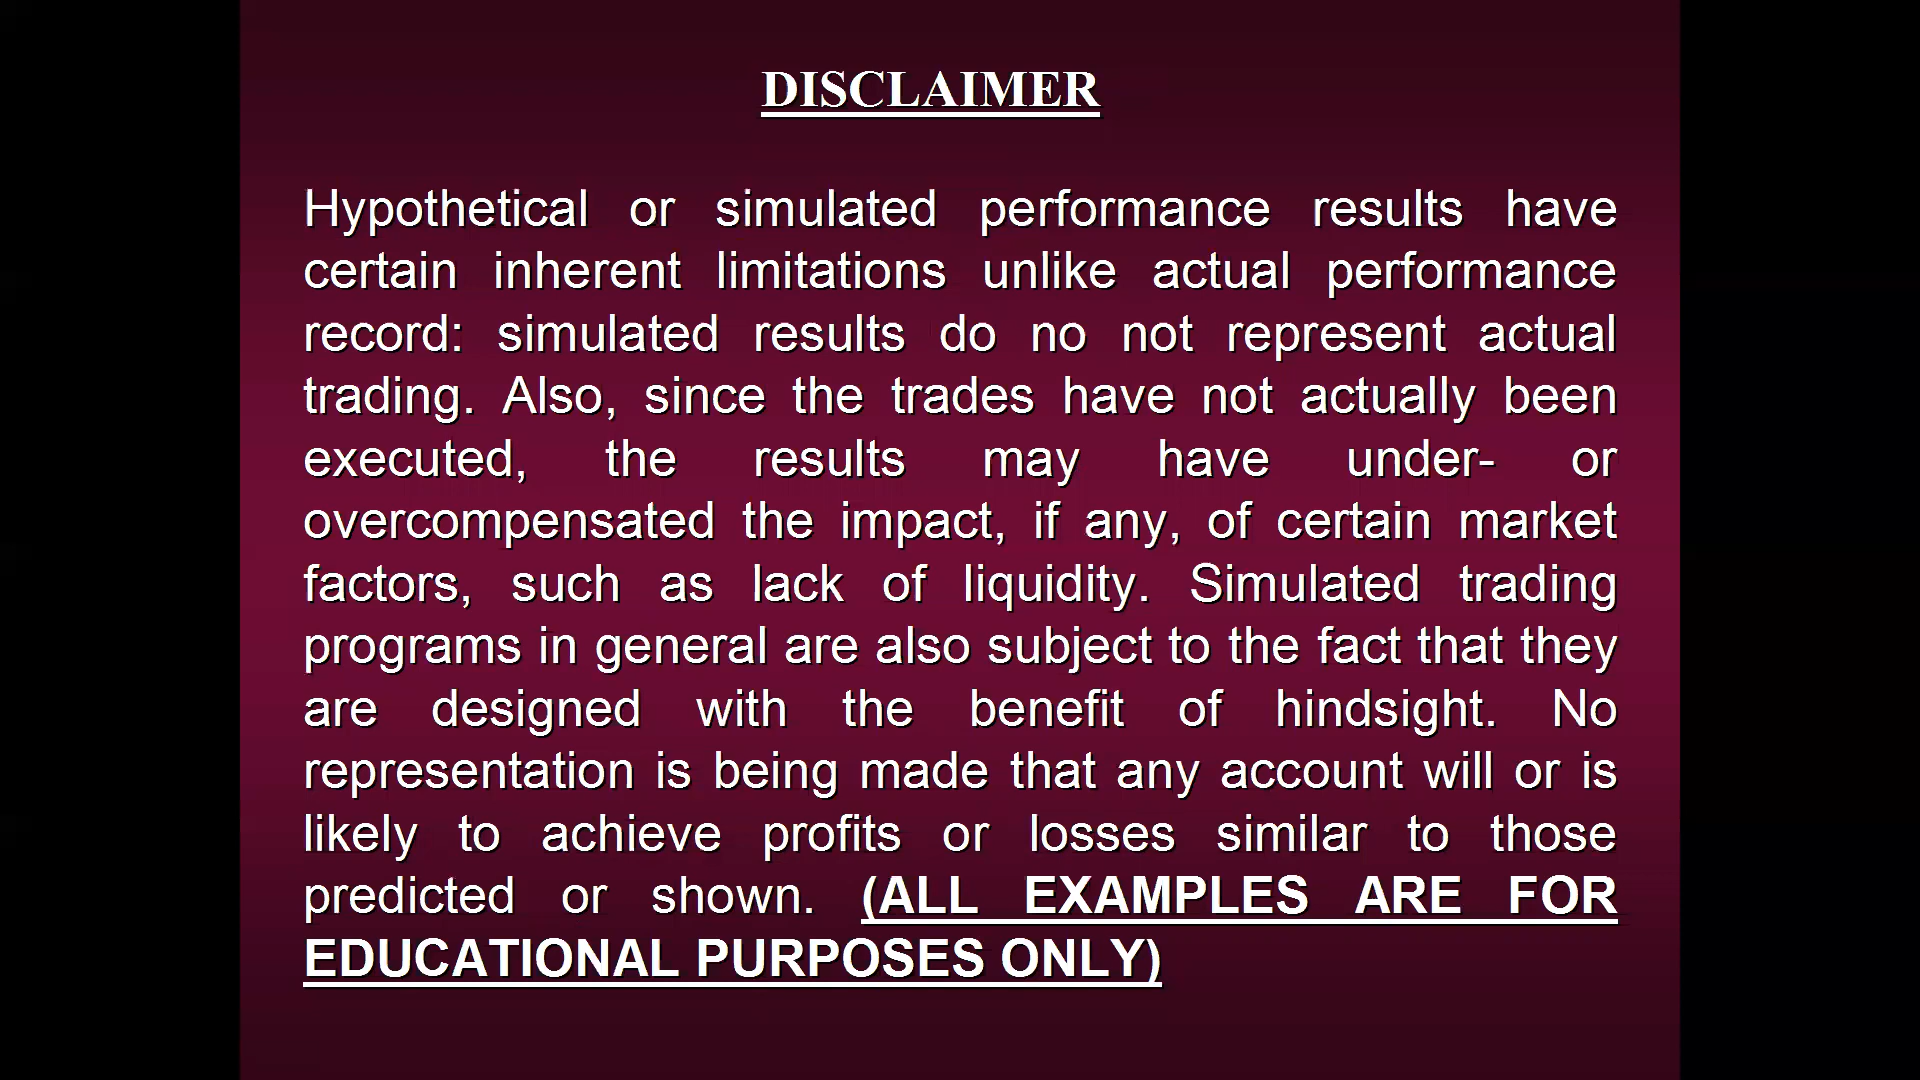 DISCLAIMER
Hypothetical or simulated performance results have
certain inherent limitations unlike actual performance
record: simulated results do no not represent actual
trading. Also, since the trades have not actually been
executed, the results may have under- or
overcompensated the impact, if any, of certain market
factors, such as lack of liquidity. Simulated trading
programs in general are also subject to the fact that they
are designed with the benefit of hindsight. No
representation is being made that any account will or is
likely to achieve profits or losses similar to those
predicted or shown. (ALL EXAMPLES ARE FOR
EDUCATIONAL PURPOSES ONLY)